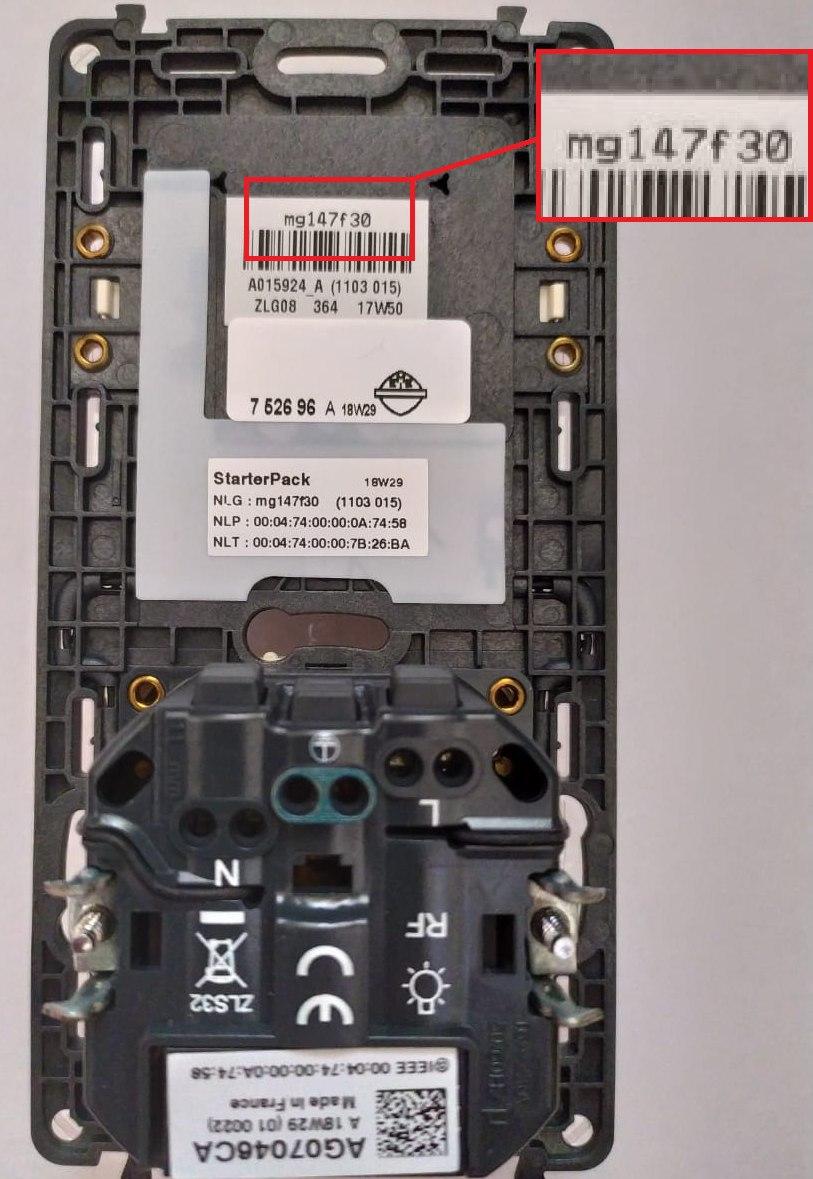 mg147f30
mg147f30
A015924_A (1103 015)
ZLG08 364 17W50
7 526 96 A 18W29
StarterPack 18W29
NLG : mg147f30 (1103 015)
NLP : 00:04:74:00:00:0A:74:58
NLT : 00:04:74:00:00:7B:26:BA
L
N
RF
ZLS32
CE
@IEEE 00:04:74:00:00:0A:74:58
Made in France
A 18W29 (01 0022)
AG07046CA